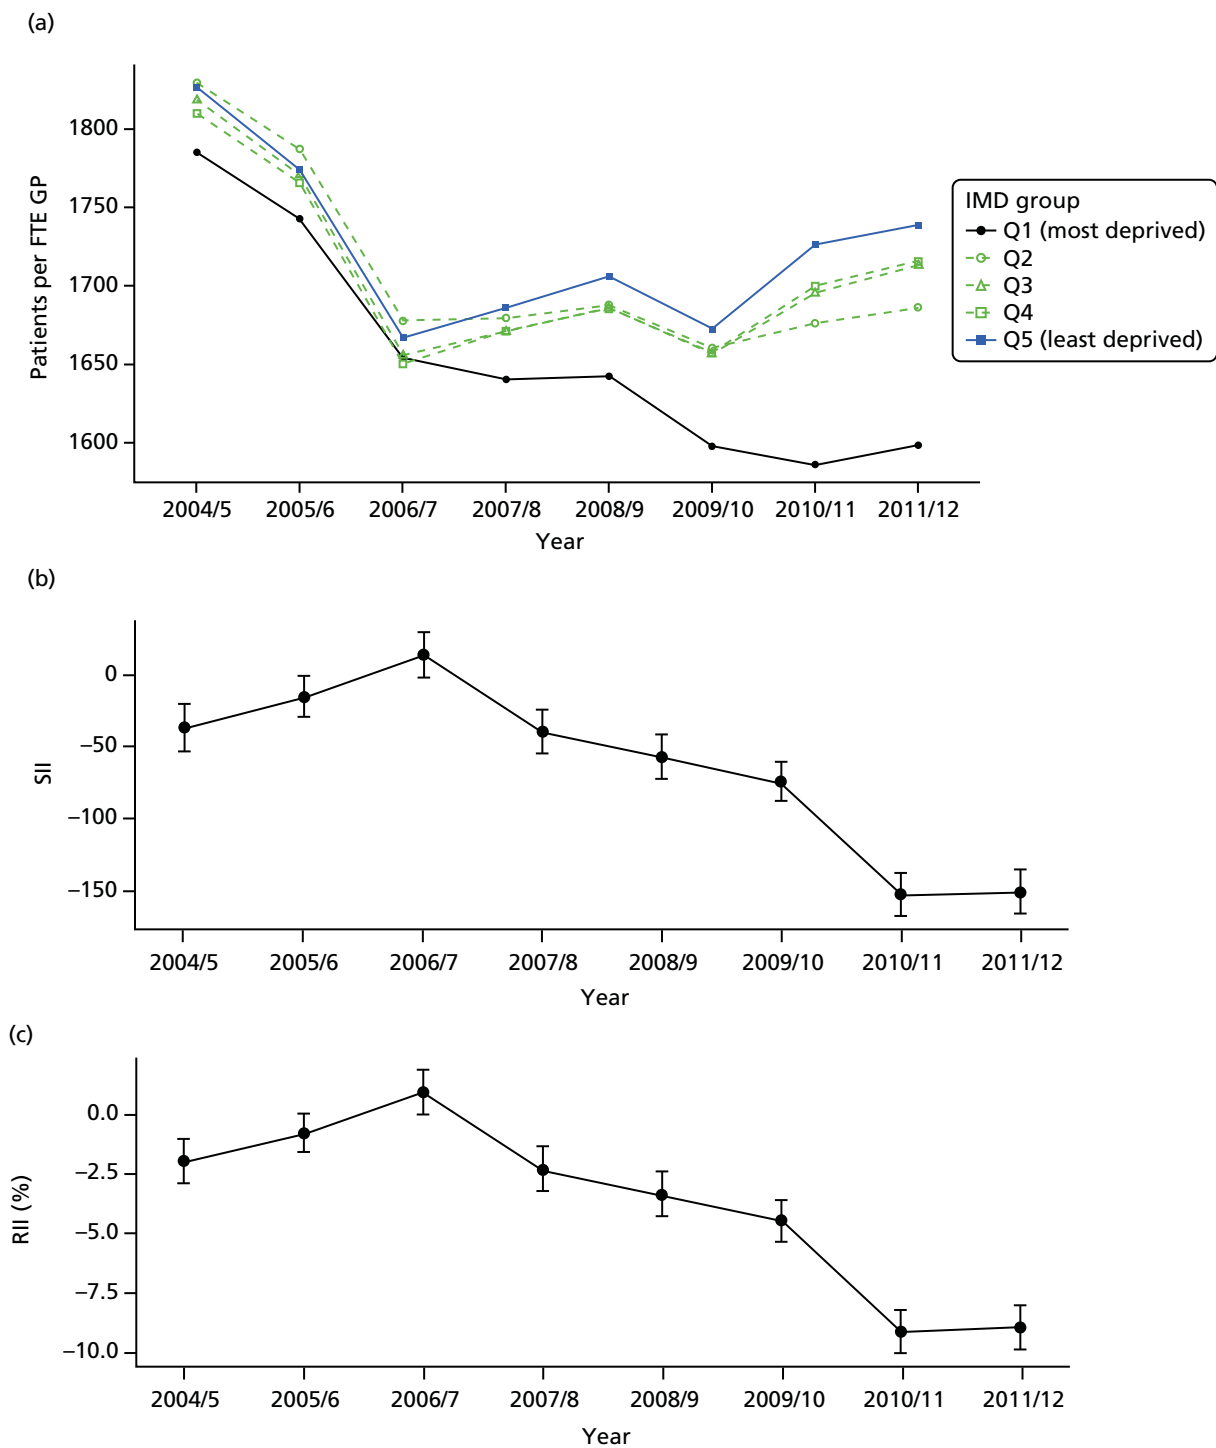 (a)
1800
1750
1700
1650
1600
Patients per FTE GP
2004/5 2005/6 2006/7 2007/8 2008/9 2009/10 2010/11 2011/12
Year
IMD group
Q1 (most deprived)
Q2
Q3
Q4
Q5 (least deprived)
(b)
0
−50
−100
−150
SII
2004/5 2005/6 2006/7 2007/8 2008/9 2009/10 2010/11 2011/12
Year
(c)
0.0
−2.5
−5.0
−7.5
−10.0
RII (%)
2004/5 2005/6 2006/7 2007/8 2008/9 2009/10 2010/11 2011/12
Year